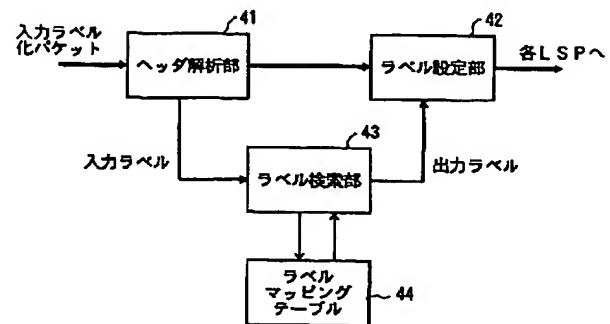 入力ラベル
化パケット
41
ヘッダ解析部
42
ラベル設定部
各LSPへ
入力ラベル
43
ラベル検索部
出力ラベル
ラベル
マッピング
テーブル
44